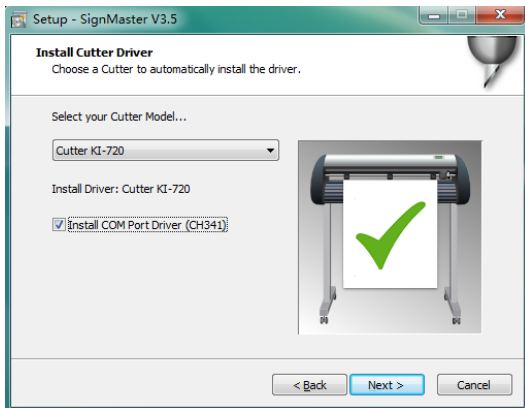 Setup - SignMaster V3.5
Install Cutter Driver
Choose a Cutter to automatically install the driver.
Select your Cutter Model...
Cutter KI-720
Install Driver: Cutter KI-720
Install COM Port Driver (CH341)
< Back
Next >
Cancel